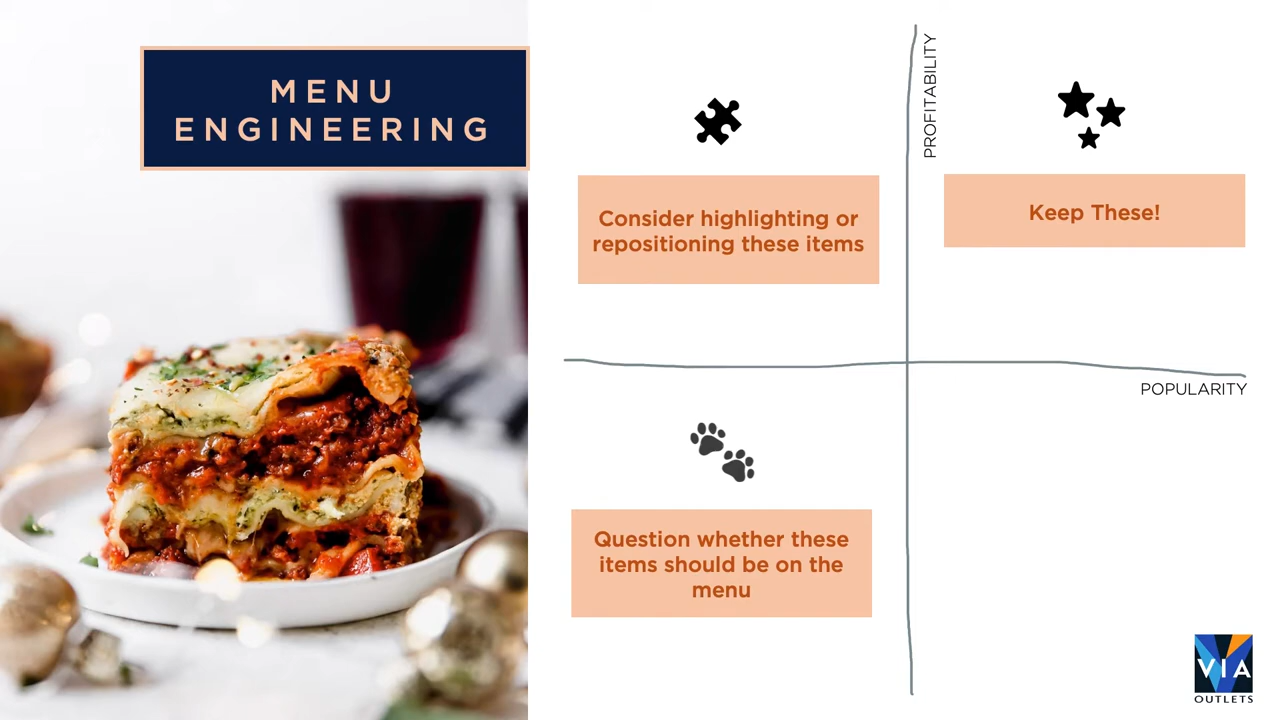 MENU
ENGINEERING
PROFITABILITY
Consider highlighting or
repositioning these items
Keep These!
POPULARITY
Question whether these
items should be on the
menu
VIA
OUTLETS